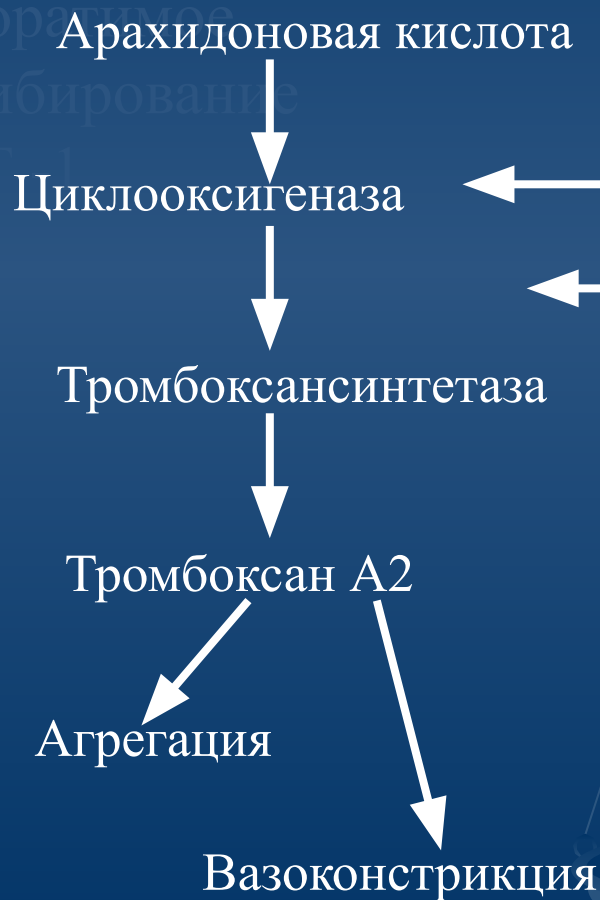 Арахидоновая кислота
Циклооксигеназа
Тромбоксансинтетаза
Тромбоксан А2
Агрегация
Вазоконстрикция